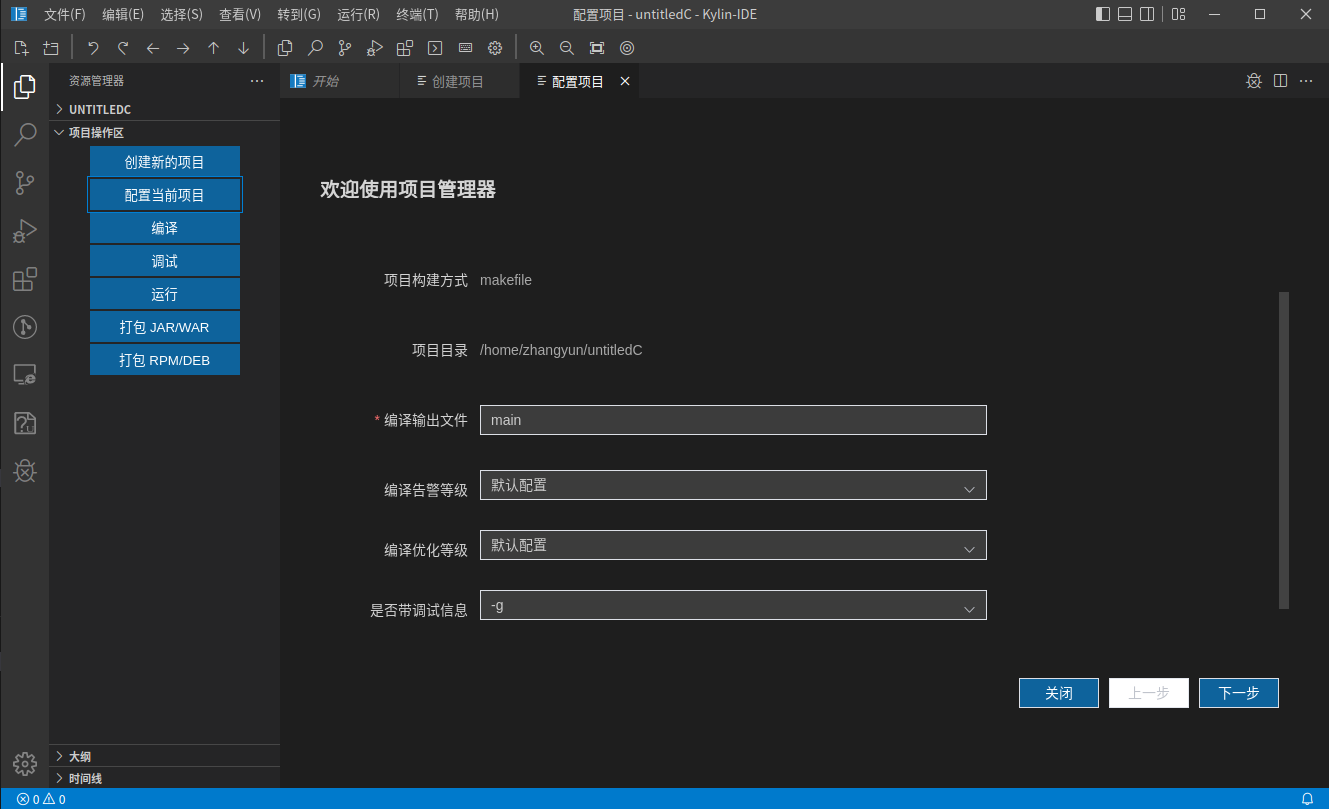 文件(F) 编辑(E) 选择(S) 查看(V) 转到(G) 运行(R) 终端(T) 帮助(H) 配置项目 - untitledC - Kylin-IDE
资源管理器
开始 创建项目 配置项目
UNTITLEDC
项目操作区
创建新的项目
配置当前项目
编译
调试
运行
打包 JAR/WAR
打包 RPM/DEB
大纲
时间线
欢迎使用项目管理器
项目构建方式 makefile
项目目录 /home/zhangyun/untitledC
* 编译输出文件 main
编译告警等级 默认配置
编译优化等级 默认配置
是否带调试信息 -g
关闭 上一步 下一步
0 0